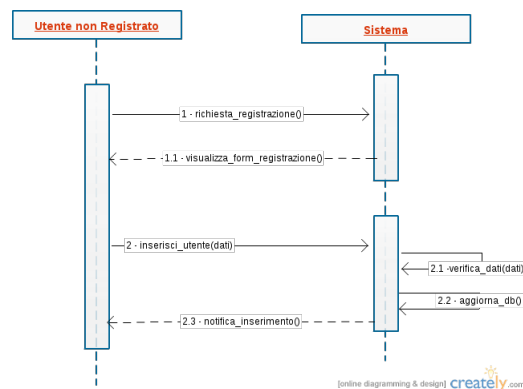 Utente non Registrato
Sistema
1 - richiesta_registrazione()
1.1 - visualizza_form_registrazione()
2 - inserisci_utente(dati)
2.1 -verifica_dati(dati)
2.2 - aggiorna_db()
2.3 - notifica_inserimento()
[online diagramming & design] creately.com